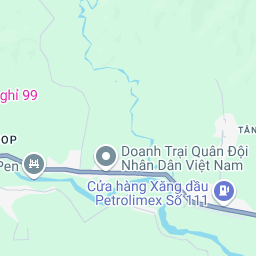 ghỉ 99
TÂN
OP
Pen
Doanh Trại Quân Đội
Nhân Dân Việt Nam
Cửa hàng Xăng dầu
Petrolimex Số 111